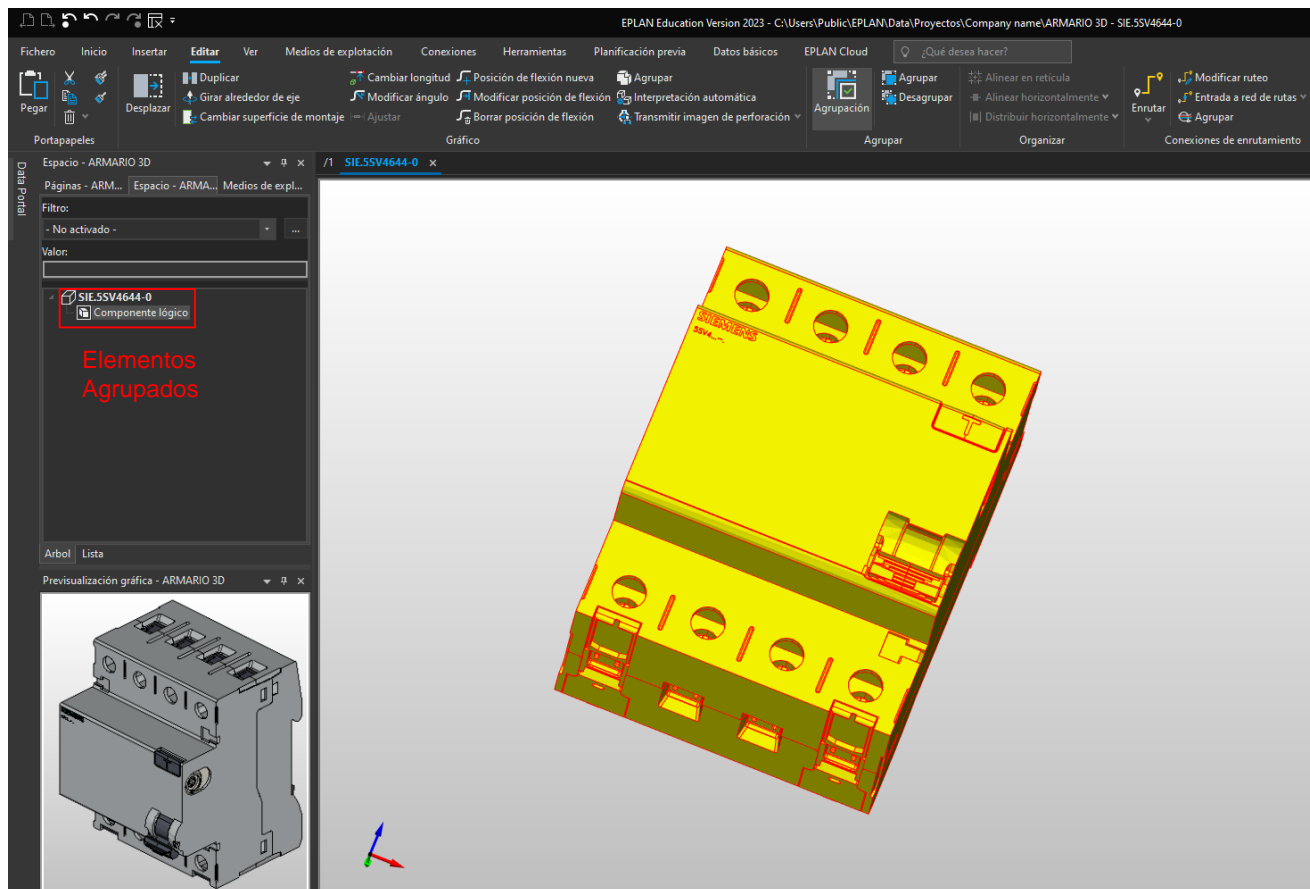 EPLAN Education Version 2023 - C:\Users\Public\EPLAN\Data\Proyectos\Company name\ARMARIO 3D - SIE.5SV4644-0
Fichero Inicio Insertar Editar Ver Medios de explotación Conexiones Herramientas Planificación previa Datos básicos EPLAN Cloud ¿Qué desea hacer?
Duplicar Cambiar longitud Posición de flexión nueva Agrupar Agrupar Alinear en retícula Modificar ruteo
Girar alrededor de eje Modificar ángulo Modificar posición de flexión Interpretación automática Desagrupar Alinear horizontalmente Entrada a red de rutas
Pegar Desplazar Cambiar superficie de montaje Ajustar Borrar posición de flexión Transmitir imagen de perforación Agrupación Distribuir horizontalmente Enrutar Agrupar
Portapapeles Gráfico Agrupar Organizar Conexiones de enrutamiento
Data Portal
Espacio - ARMARIO 3D
/1 SIE.5SV4644-0
Páginas - ARM... Espacio - ARMA... Medios de expl...
Filtro:
- No activado - ...
Valor:
SIE.5SV4644-0
Componente lógico
Elementos
Agrupados
Arbol Lista
Previsualización gráfica - ARMARIO 3D
SIEMENS
5SV4...-.
T